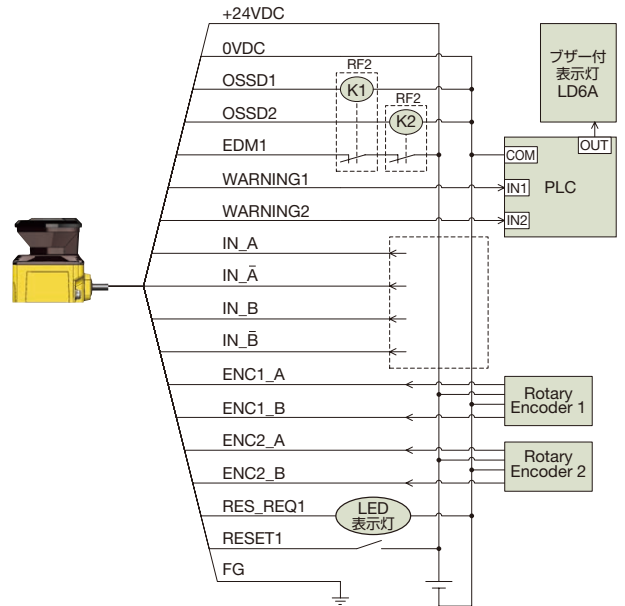 +24VDC
0VDC
OSSD1
OSSD2
EDM1
WARNING1
WARNING2
IN_A
IN_Ā
IN_B
IN_B̄
ENC1_A
ENC1_B
ENC2_A
ENC2_B
RES_REQ1
RESET1
FG
RF2
K1
RF2
K2
ブザー付
表示灯
LD6A
OUT
COM
IN1
PLC
IN2
Rotary
Encoder 1
Rotary
Encoder 2
LED
表示灯